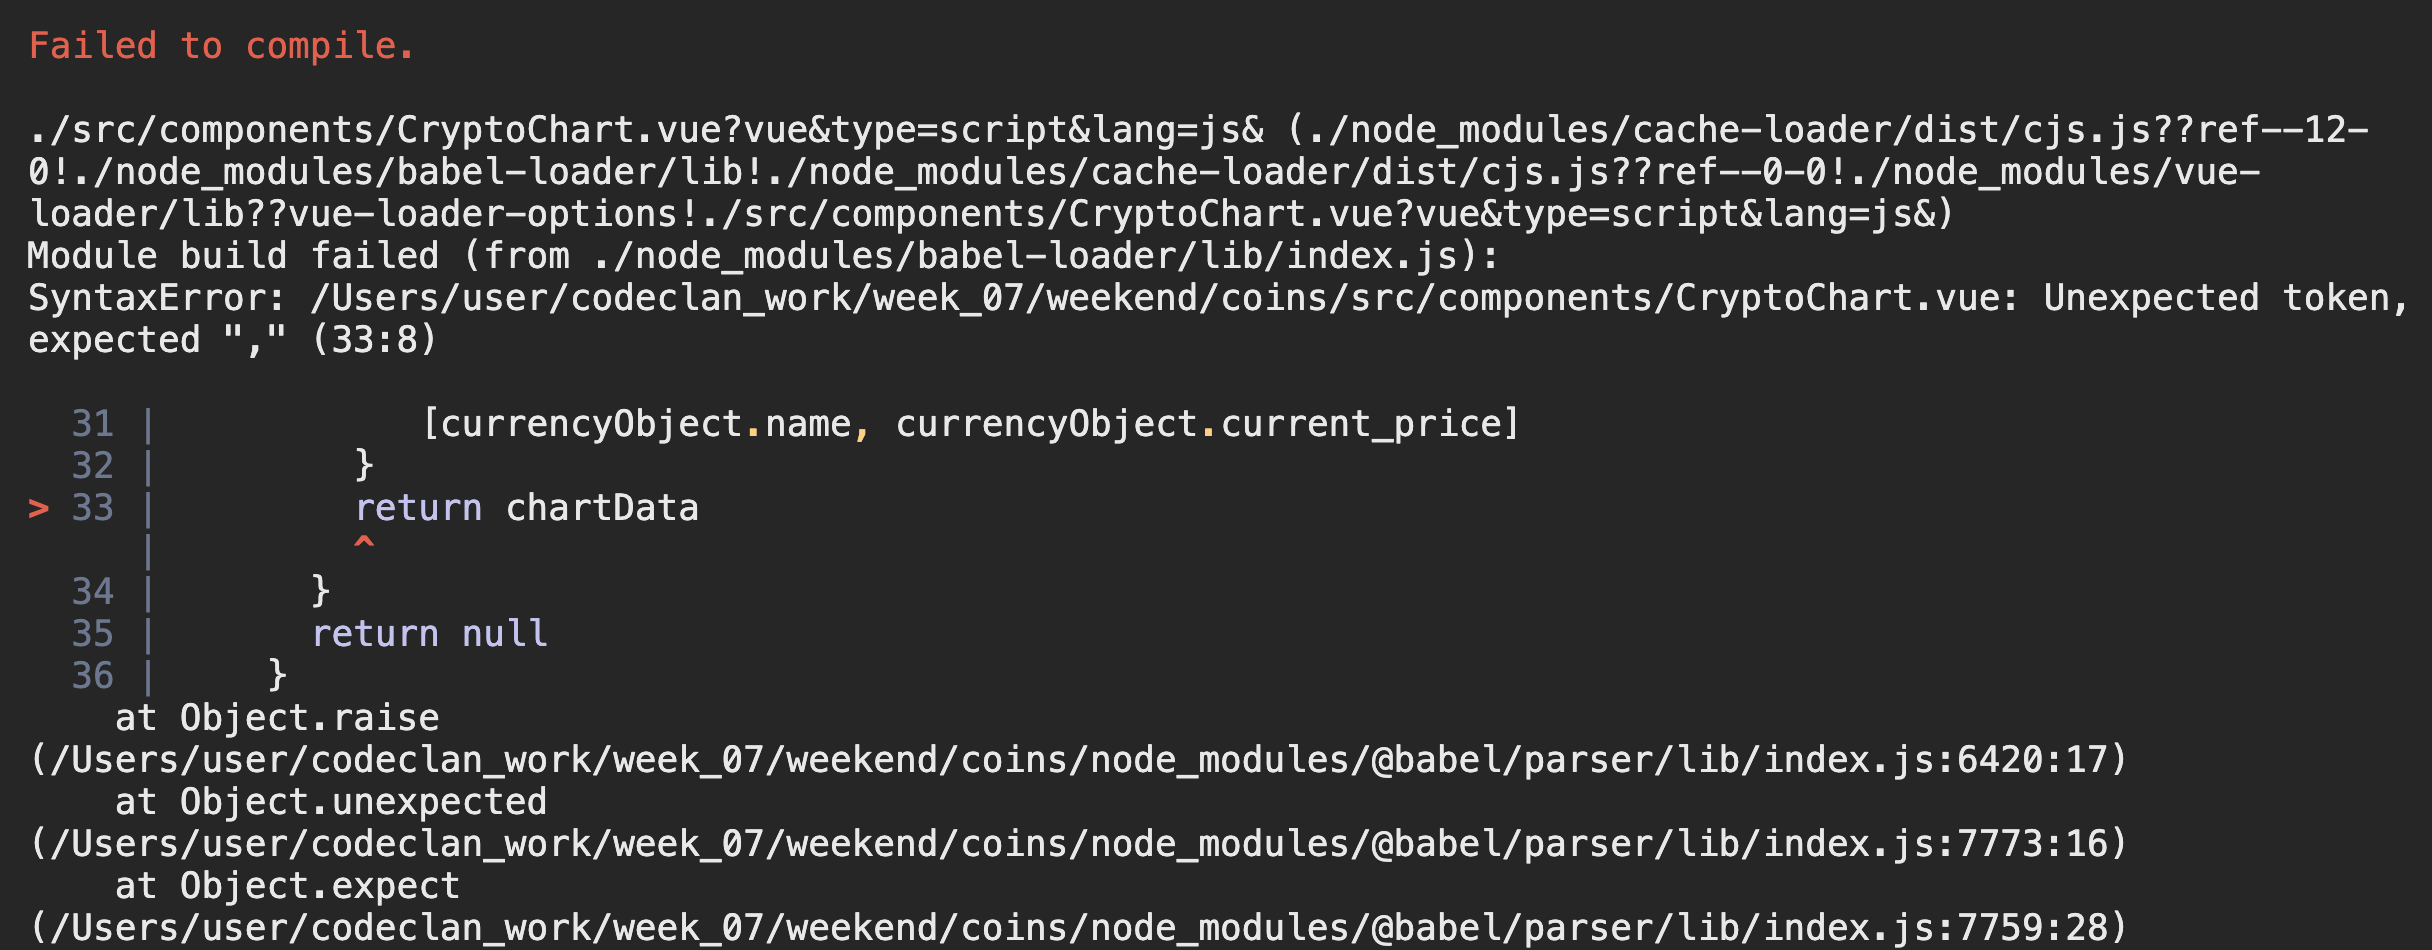 Failed to compile.
./src/components/CryptoChart.vue?vue&type=script&lang=js& (./node_modules/cache-loader/dist/cjs.js??ref--12-
0!./node_modules/babel-loader/lib!./node_modules/cache-loader/dist/cjs.js??ref--0-0!./node_modules/vue-
loader/lib??vue-loader-options!./src/components/CryptoChart.vue?vue&type=script&lang=js&)
Module build failed (from ./node_modules/babel-loader/lib/index.js):
SyntaxError: /Users/user/codeclan_work/week_07/weekend/coins/src/components/CryptoChart.vue: Unexpected token,
expected "," (33:8)
  31 |             [currencyObject.name, currencyObject.current_price]
  32 |         }
> 33 |         return chartData
     |         ^
  34 |       }
  35 |       return null
  36 |     }
    at Object.raise
(/Users/user/codeclan_work/week_07/weekend/coins/node_modules/@babel/parser/lib/index.js:6420:17)
    at Object.unexpected
(/Users/user/codeclan_work/week_07/weekend/coins/node_modules/@babel/parser/lib/index.js:7773:16)
    at Object.expect
(/Users/user/codeclan_work/week_07/weekend/coins/node_modules/@babel/parser/lib/index.js:7759:28)